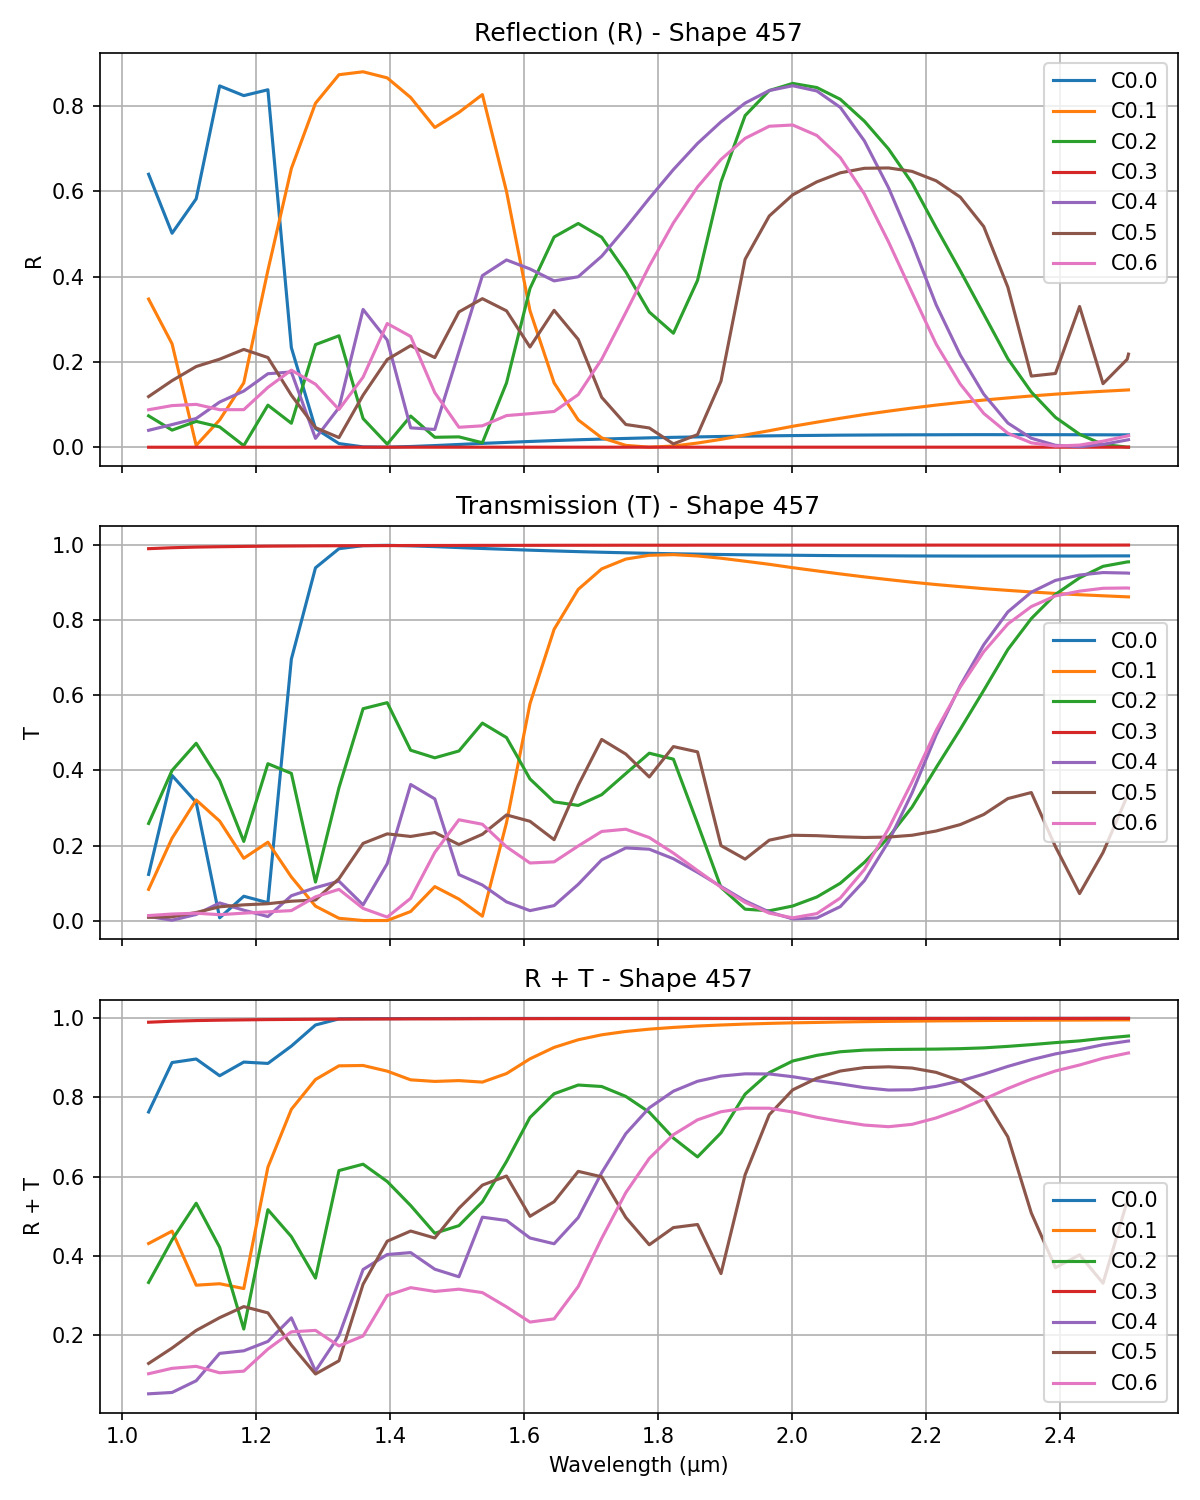 Reflection (R) - Shape 457
R
0.8
0.6
0.4
0.2
0.0
C0.0
C0.1
C0.2
C0.3
C0.4
C0.5
C0.6
Transmission (T) - Shape 457
T
1.0
0.8
0.6
0.4
0.2
0.0
C0.0
C0.1
C0.2
C0.3
C0.4
C0.5
C0.6
R + T - Shape 457
R + T
1.0
0.8
0.6
0.4
0.2
C0.0
C0.1
C0.2
C0.3
C0.4
C0.5
C0.6
1.0 1.2 1.4 1.6 1.8 2.0 2.2 2.4
Wavelength (μm)